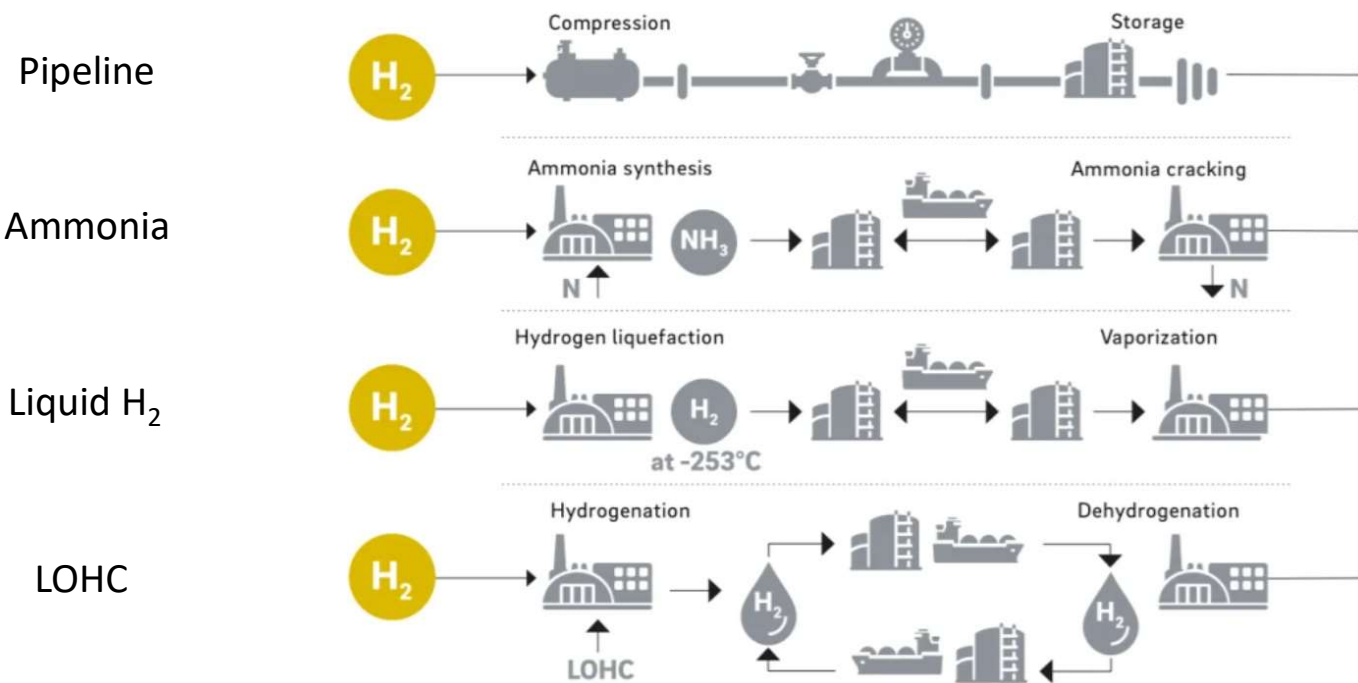 Pipeline
H₂
Compression
Storage
Ammonia
H₂
Ammonia synthesis
NH₃
N
Ammonia cracking
N
Liquid H₂
H₂
Hydrogen liquefaction
H₂
at -253°C
Vaporization
LOHC
H₂
Hydrogenation
LOHC
H₂
H₂
Dehydrogenation